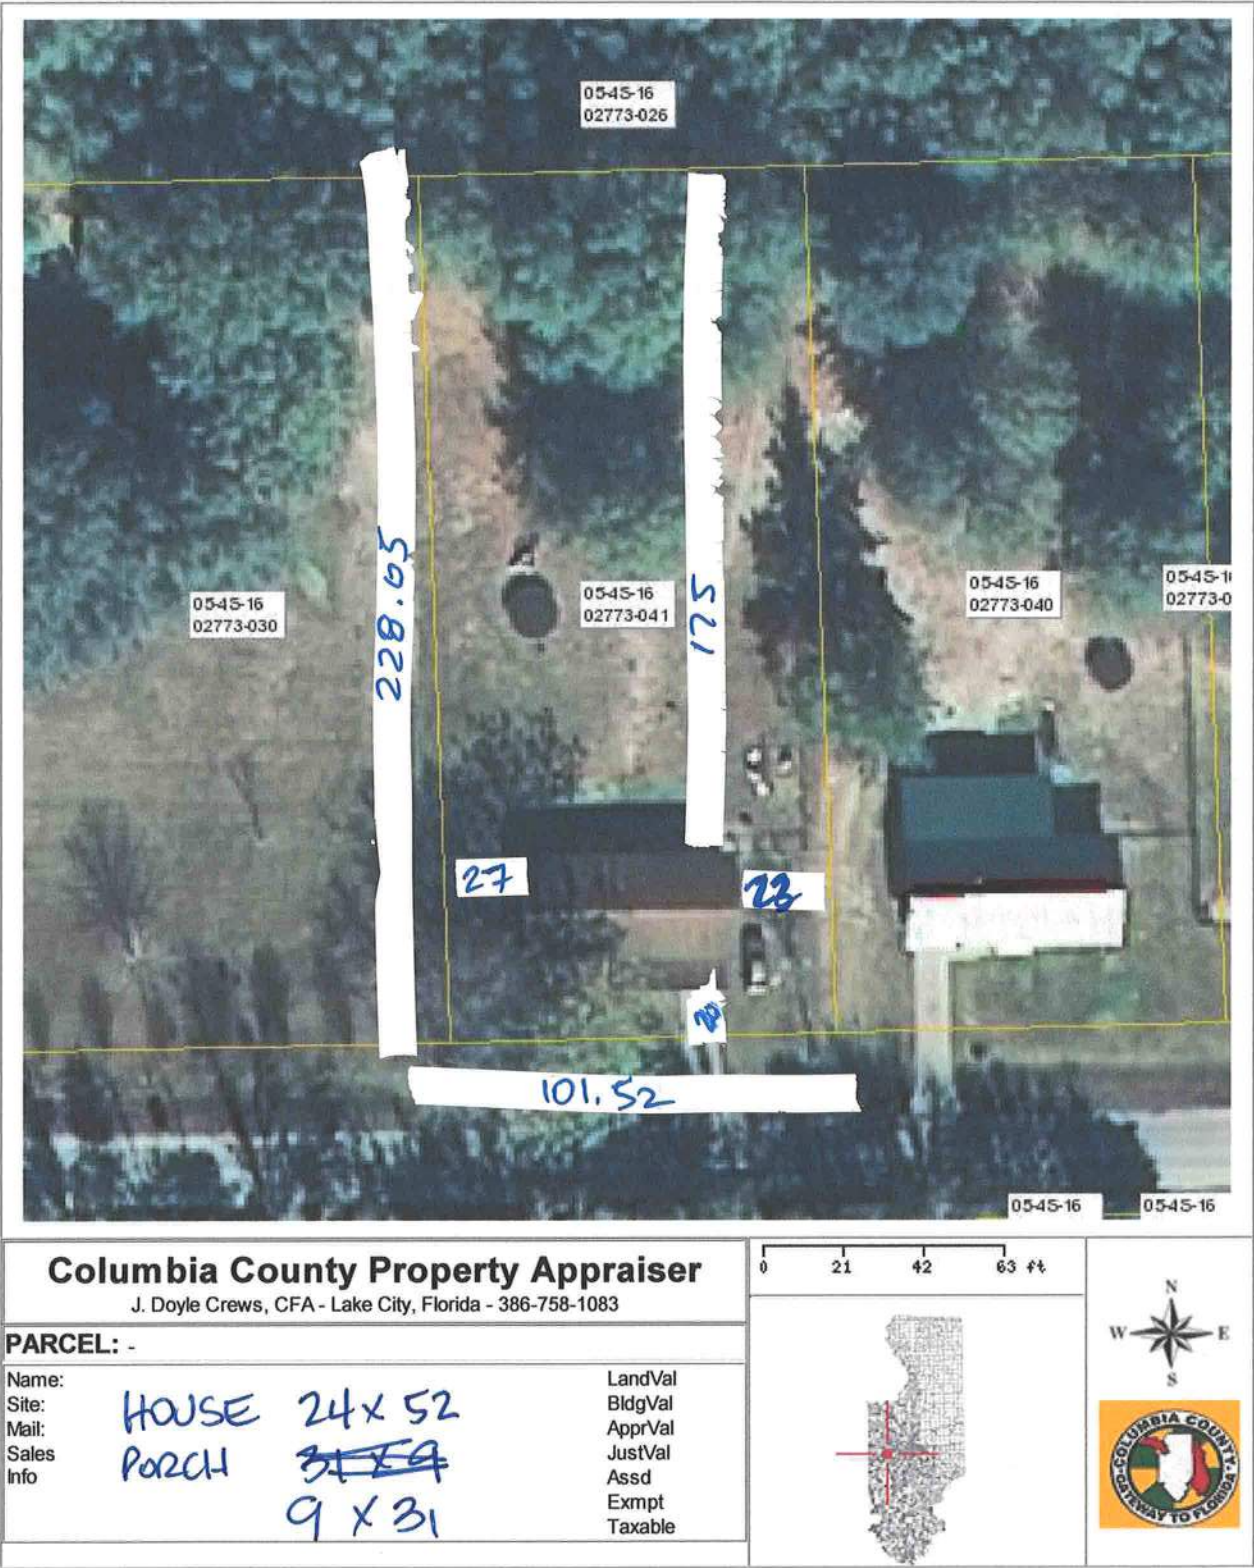 05-4S-16
02773-026
228.65
05-4S-16
02773-030
05-4S-16
02773-041
175
05-4S-16
02773-040
05-4S-1
02773-0
27
101.52
05-4S-16
05-4S-16
Columbia County Property Appraiser
J. Doyle Crews, CFA - Lake City, Florida - 386-758-1083
PARCEL: -
Name:
Site:
Mail:
Sales
Info
HOUSE 24 X 52
PORCH 31 X 9
9 X 31
LandVal
BldgVal
ApprVal
JustVal
Assd
Exmpt
Taxable
0 21 42 63 ft
N
W E
S
COLUMBIA COUNTY
GATEWAY TO FLORIDA